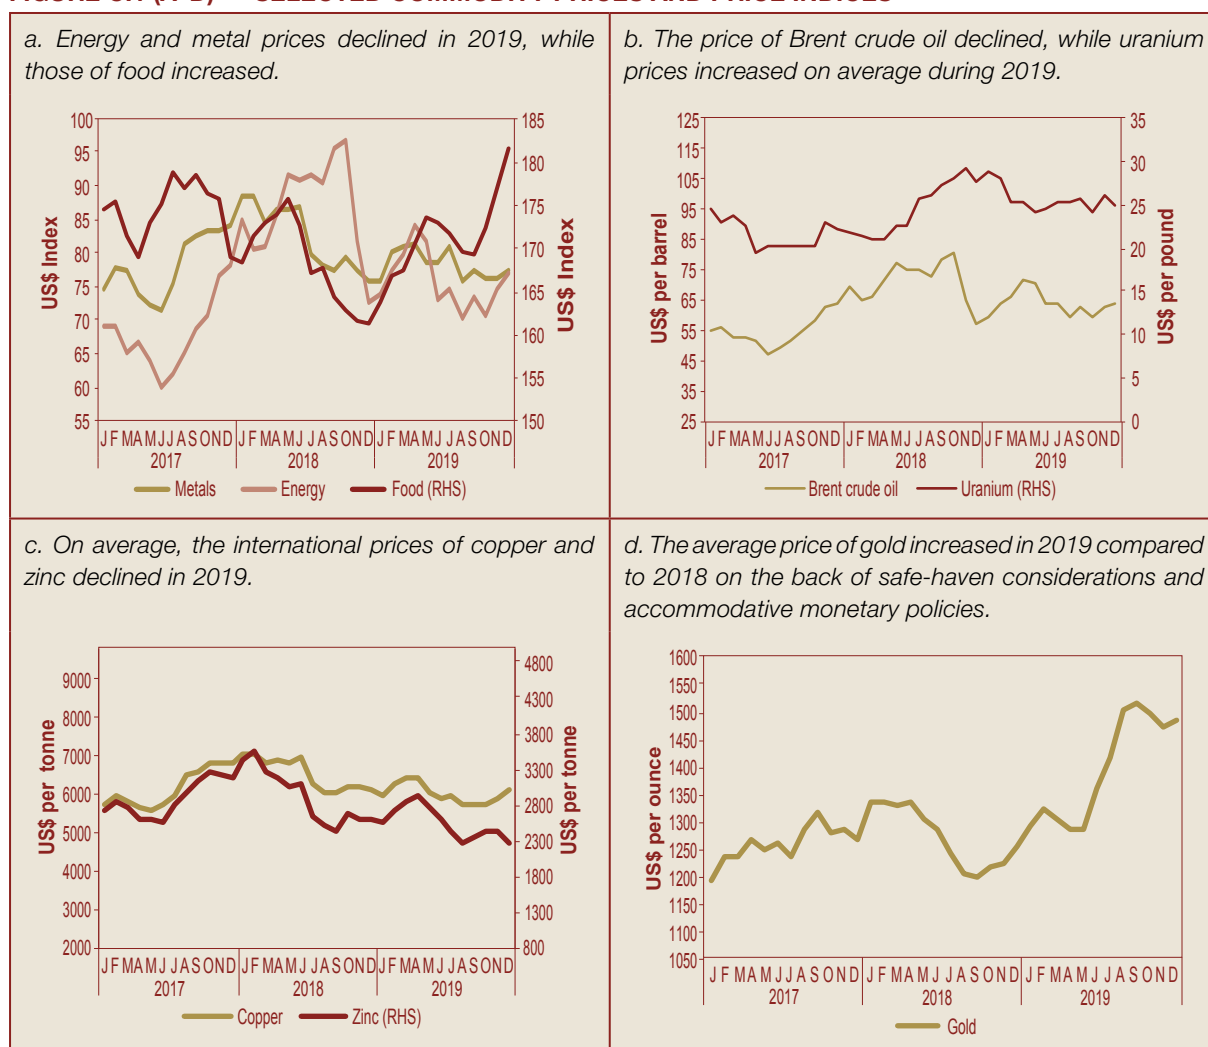 a. Energy and metal prices declined in 2019, while
those of food increased.
US$ Index
100
95
90
85
80
75
70
65
60
55
185
180
175
170
165
160
155
150
US$ Index
J F M A M J J A S O N D J F M A M J J A S O N D J F M A M J J A S O N D
2017 2018 2019
Metals Energy Food (RHS)
b. The price of Brent crude oil declined, while uranium
prices increased on average during 2019.
US$ per barrel
125
115
105
95
85
75
65
55
45
35
25
35
30
25
20
15
10
5
0
US$ per pound
J F M A M J J A S O N D J F M A M J J A S O N D J F M A M J J A S O N D
2017 2018 2019
Brent crude oil Uranium (RHS)
c. On average, the international prices of copper and
zinc declined in 2019.
US$ per tonne
9000
8000
7000
6000
5000
4000
3000
2000
4800
4300
3800
3300
2800
2300
1800
1300
800
US$ per tonne
J F M A M J J A S O N D J F M A M J J A S O N D J F M A M J J A S O N D
2017 2018 2019
Copper Zinc (RHS)
d. The average price of gold increased in 2019 compared
to 2018 on the back of safe-haven considerations and
accommodative monetary policies.
US$ per ounce
1600
1550
1500
1450
1400
1350
1300
1250
1200
1150
1100
1050
J F M A M J J A S O N D J F M A M J J A S O N D J F M A M J J A S O N D
2017 2018 2019
Gold